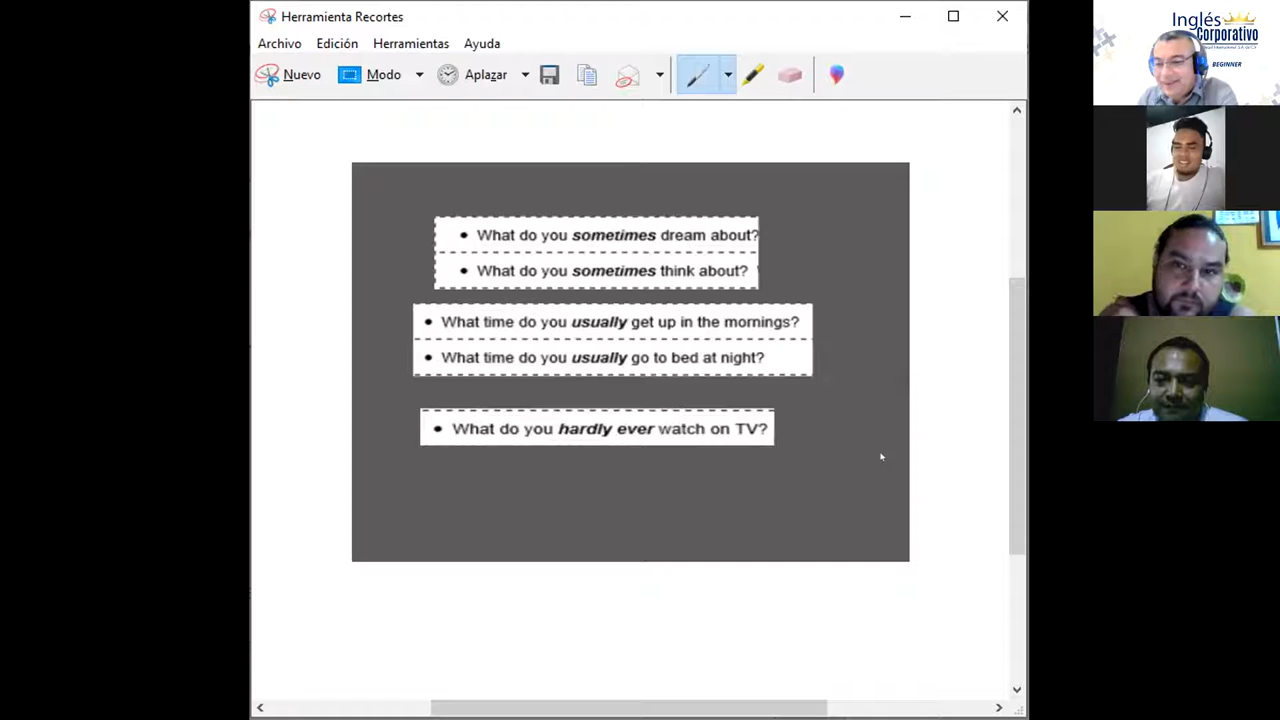 Herramienta Recortes
Archivo Edición Herramientas Ayuda
Nuevo Modo Aplazar
• What do you sometimes dream about?
• What do you sometimes think about?
• What time do you usually get up in the mornings?
• What time do you usually go to bed at night?
• What do you hardly ever watch on TV?
Inglés
Corporativo
BEGINNER